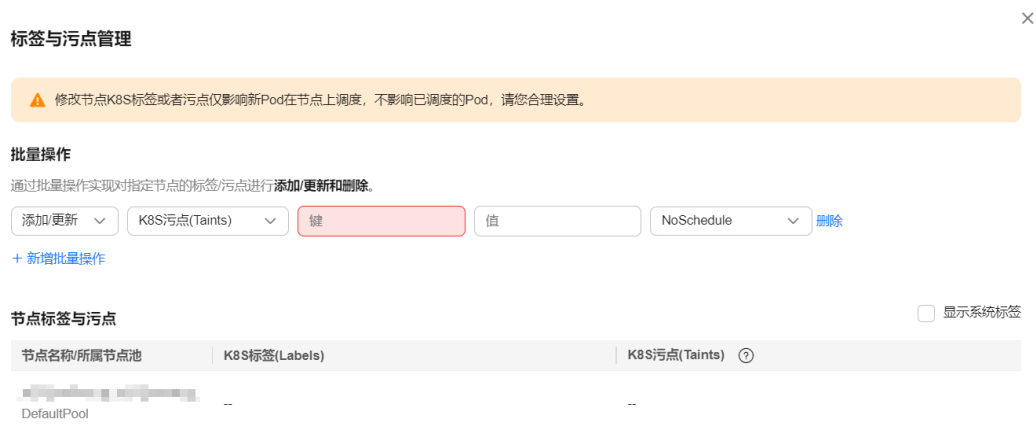 标签与污点管理
修改节点K8S标签或者污点仅影响新Pod在节点上调度，不影响已调度的Pod，请您合理设置。
批量操作
通过批量操作实现对指定节点的标签/污点进行添加/更新和删除。
添加/更新 K8S污点(Taints) 键 值 NoSchedule 删除
+ 新增批量操作
节点标签与污点 显示系统标签
节点名称/所属节点池 K8S标签(Labels) K8S污点(Taints) ?
-- --
DefaultPool